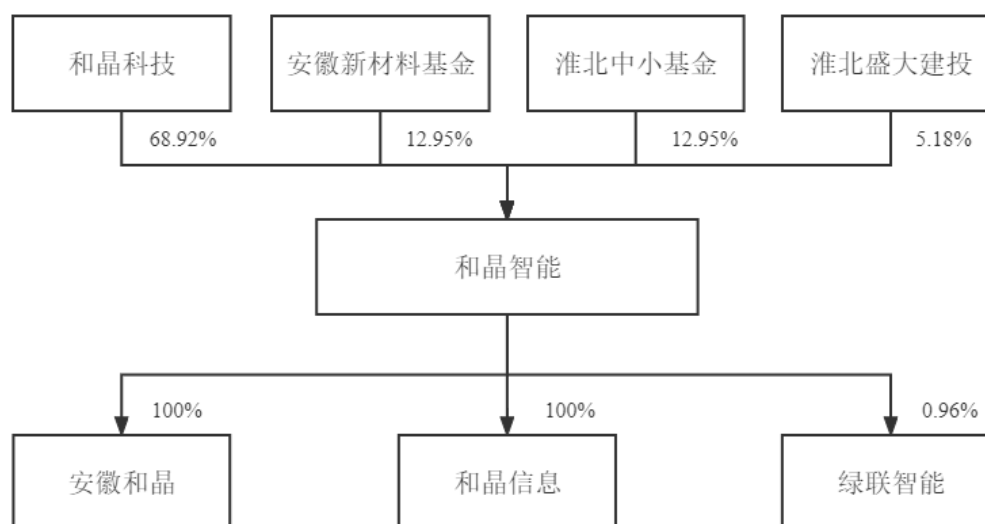 和晶科技
安徽新材料基金
淮北中小基金
淮北盛大建投
68.92%
12.95%
12.95%
5.18%
和晶智能
100%
100%
0.96%
安徽和晶
和晶信息
绿联智能